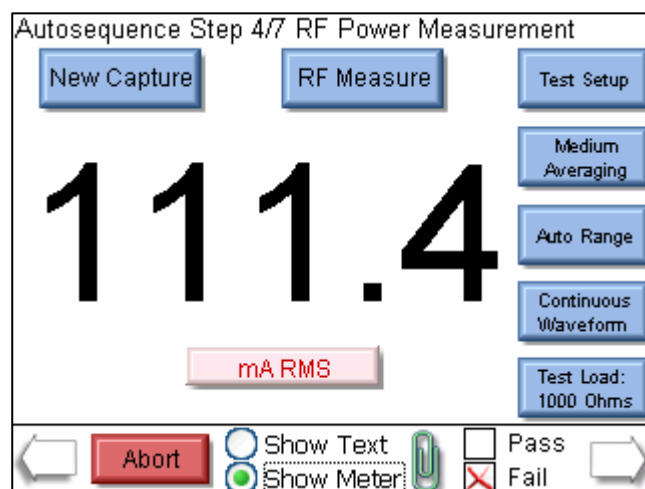 Autosequence Step 4/7 RF Power Measurement
New Capture
RF Measure
Test Setup
Medium
Averaging
111.4
Auto Range
Continuous
Waveform
mA RMS
Test Load:
1000 Ohms
Abort
Show Text
Show Meter
Pass
Fail